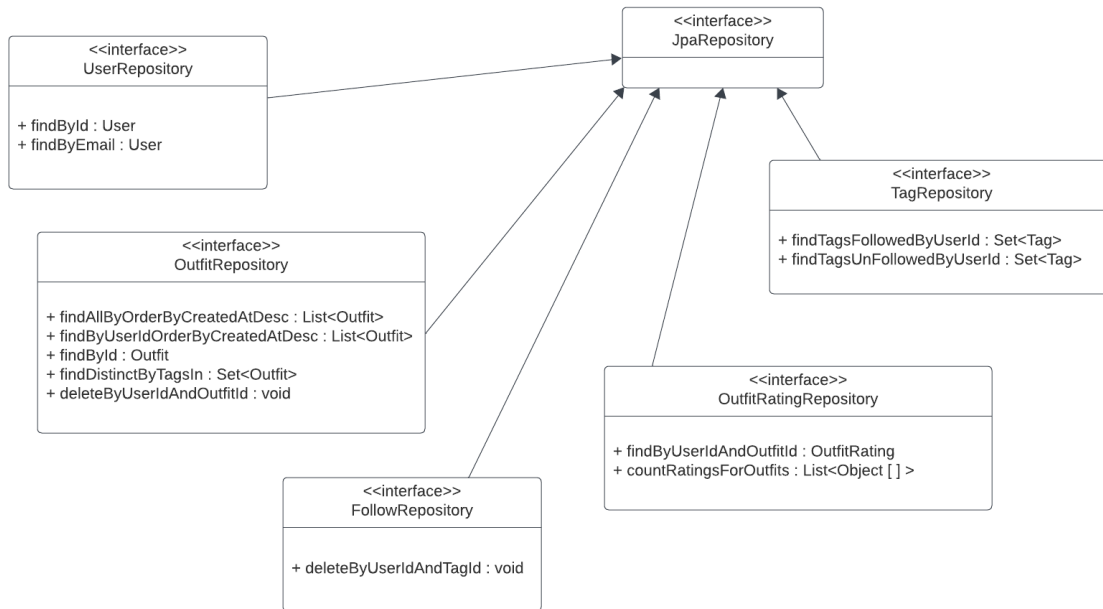 <<interface>>
JpaRepository
<<interface>>
UserRepository
+ findById : User
+ findByEmail : User
<<interface>>
TagRepository
+ findTagsFollowedByUserId : Set<Tag>
+ findTagsUnFollowedByUserId : Set<Tag>
<<interface>>
OutfitRepository
+ findAllByOrderByCreatedAtDesc : List<Outfit>
+ findByUserIdOrderByCreatedAtDesc : List<Outfit>
+ findById : Outfit
+ findDistinctByTagsIn : Set<Outfit>
+ deleteByUserIdAndOutfitId : void
<<interface>>
OutfitRatingRepository
+ findByUserIdAndOutfitId : OutfitRating
+ countRatingsForOutfits : List<Object [ ] >
<<interface>>
FollowRepository
+ deleteByUserIdAndTagId : void